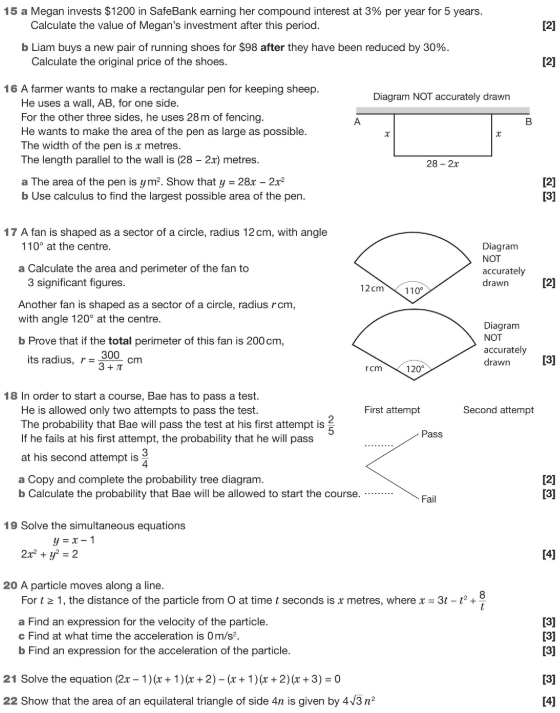 15 a Megan invests $1200 in SafeBank earning her compound interest at 3% per year for 5 years.
Calculate the value of Megan's investment after this period. [2]
b Liam buys a new pair of running shoes for $98 after they have been reduced by 30%.
Calculate the original price of the shoes. [2]
16 A farmer wants to make a rectangular pen for keeping sheep.
He uses a wall, AB, for one side.
For the other three sides, he uses 28 m of fencing.
He wants to make the area of the pen as large as possible.
The width of the pen is x metres.
The length parallel to the wall is (28 − 2x) metres.
Diagram NOT accurately drawn
A B
x x
28 − 2x
a The area of the pen is y m². Show that y = 28x − 2x² [2]
b Use calculus to find the largest possible area of the pen. [3]
17 A fan is shaped as a sector of a circle, radius 12 cm, with angle
110° at the centre.
a Calculate the area and perimeter of the fan to
3 significant figures. [2]
12 cm 110°
Diagram
NOT
accurately
drawn
Another fan is shaped as a sector of a circle, radius r cm,
with angle 120° at the centre.
b Prove that if the total perimeter of this fan is 200 cm,
its radius, r = 300/(3 + π) cm [3]
r cm 120°
Diagram
NOT
accurately
drawn
18 In order to start a course, Bae has to pass a test.
He is allowed only two attempts to pass the test.
The probability that Bae will pass the test at his first attempt is 2/5
If he fails at his first attempt, the probability that he will pass
at his second attempt is 3/4
First attempt Second attempt
Pass
.........
.........
Fail
a Copy and complete the probability tree diagram. [2]
b Calculate the probability that Bae will be allowed to start the course. [3]
19 Solve the simultaneous equations
y = x − 1
2x² + y² = 2 [4]
20 A particle moves along a line.
For t ≥ 1, the distance of the particle from O at time t seconds is x metres, where x = 3t − t² + 8/t
a Find an expression for the velocity of the particle. [3]
c Find at what time the acceleration is 0 m/s². [3]
b Find an expression for the acceleration of the particle. [3]
21 Solve the equation (2x − 1)(x + 1)(x + 2) − (x + 1)(x + 2)(x + 3) = 0 [3]
22 Show that the area of an equilateral triangle of side 4n is given by 4√3 n² [4]